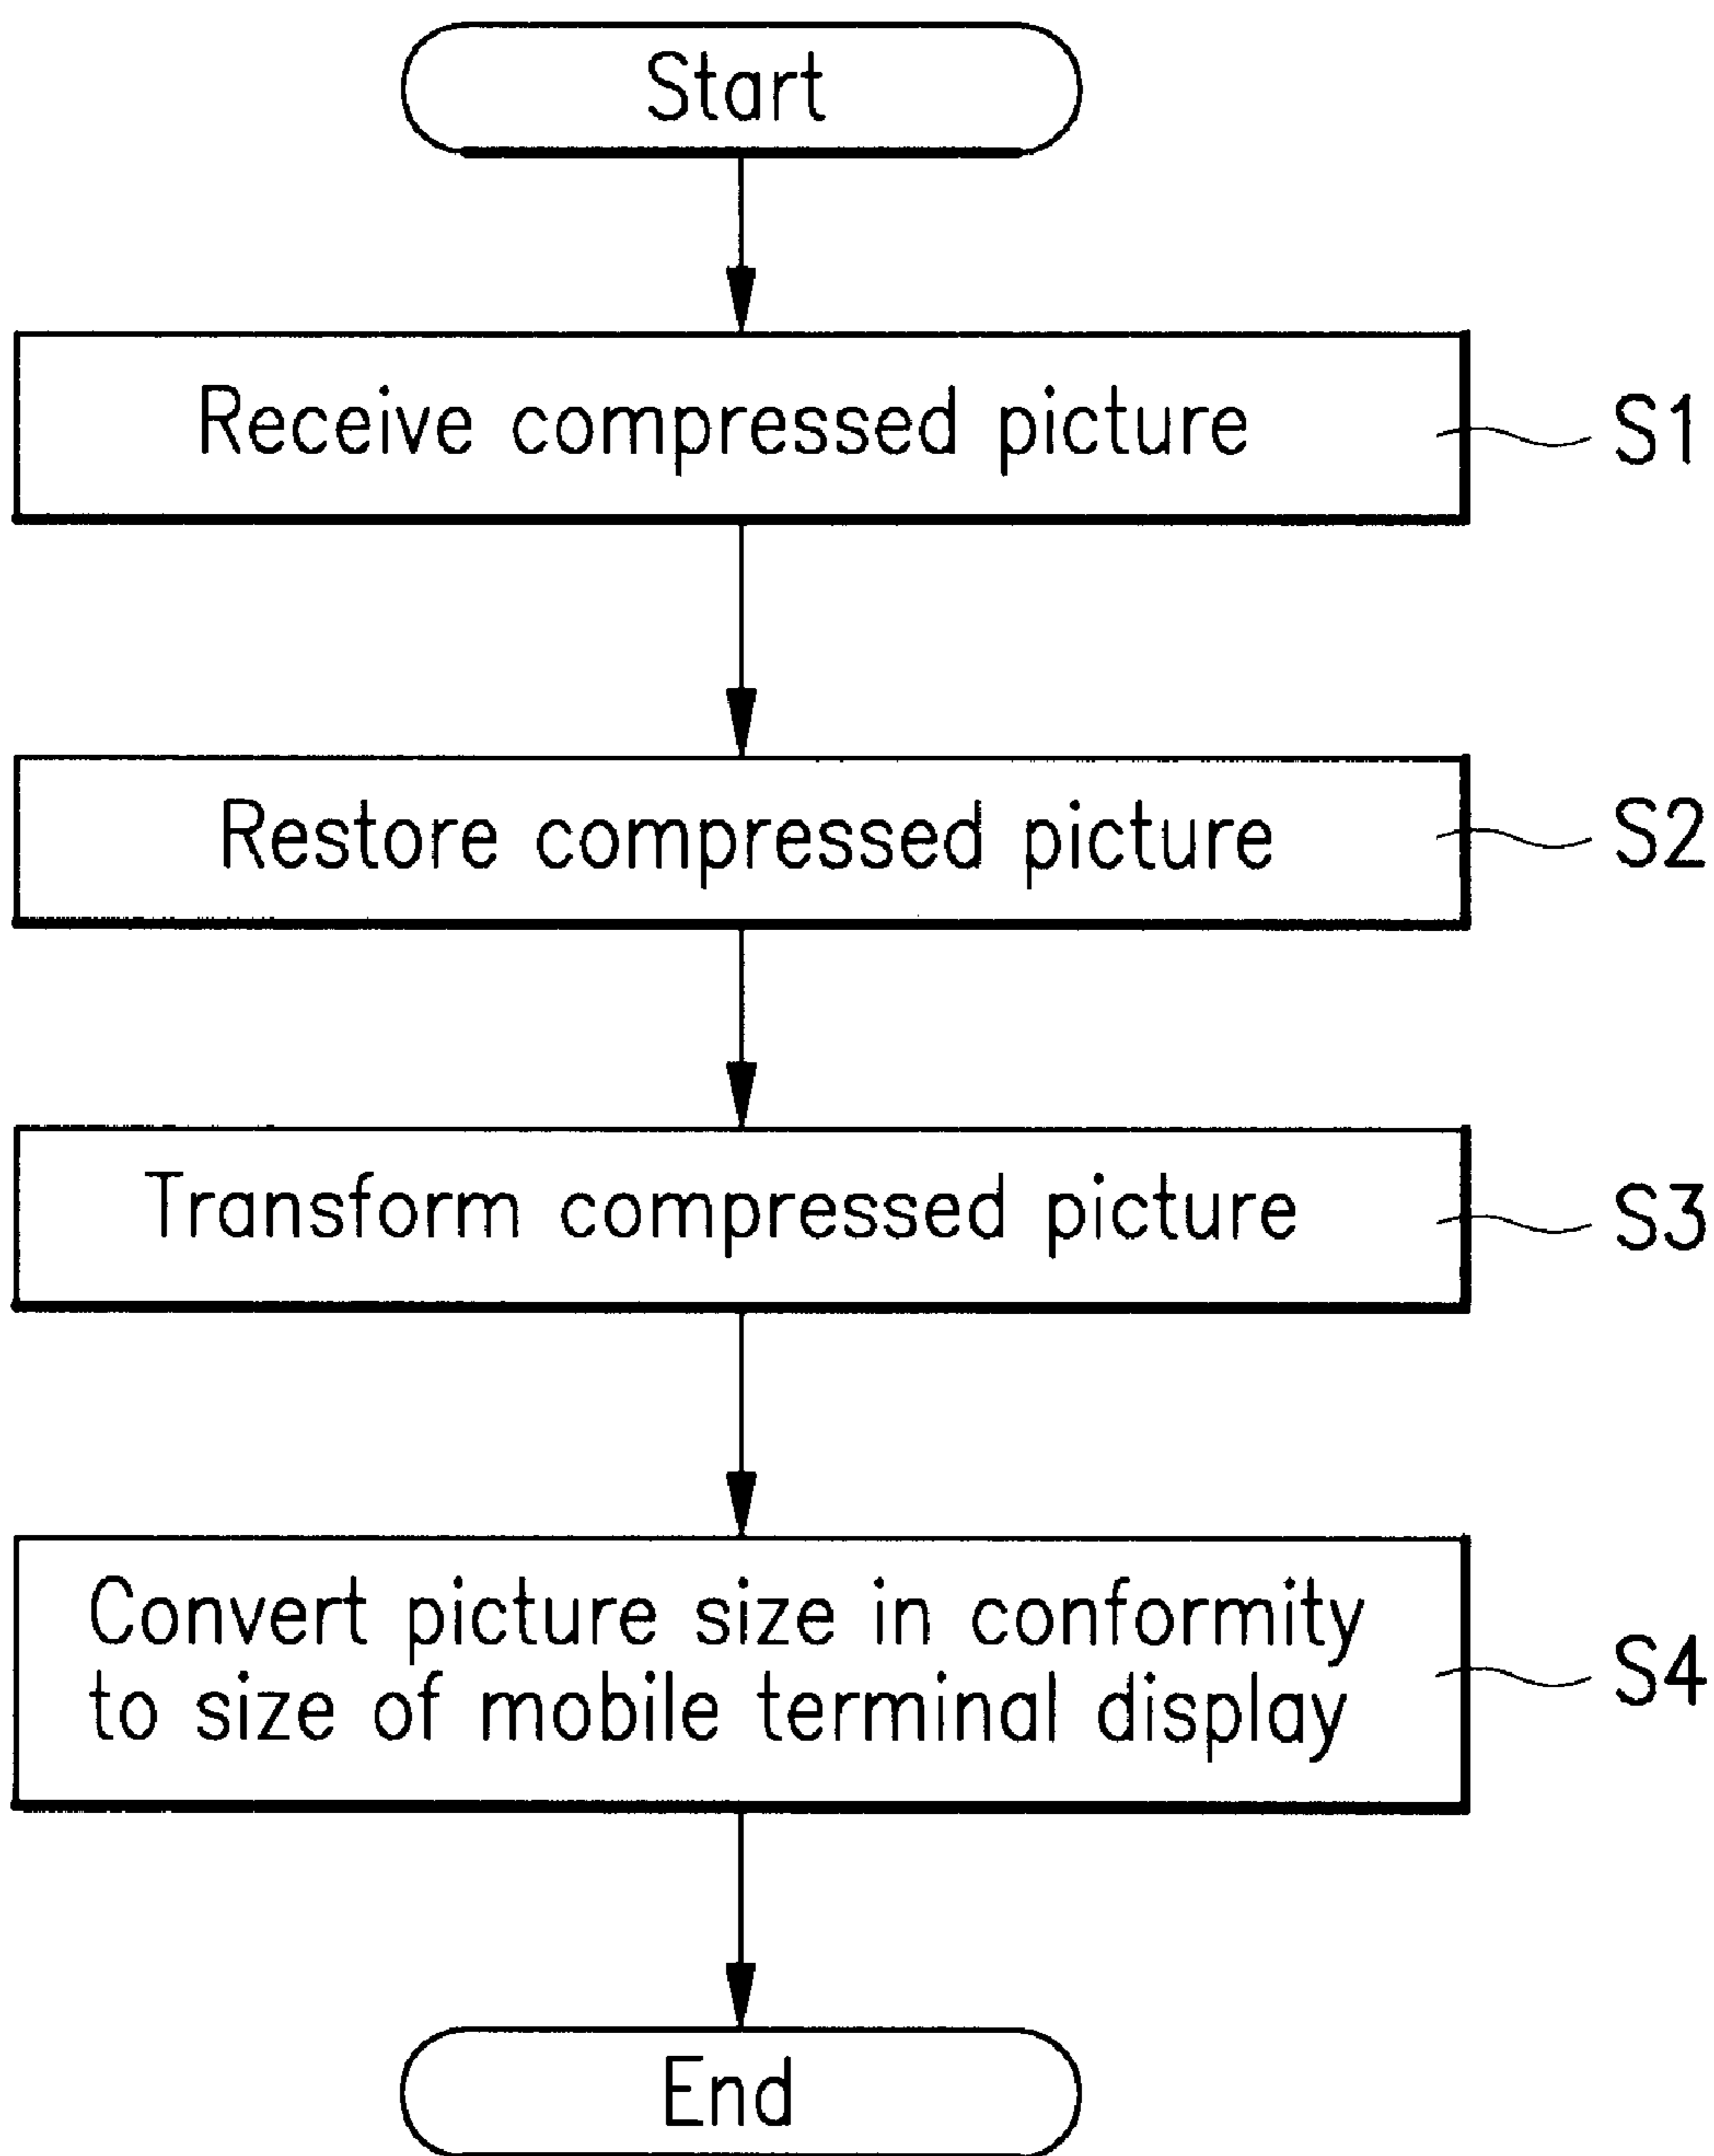 Start
Receive compressed picture
S1
Restore compressed picture
S2
Transform compressed picture
S3
Convert picture size in conformity
to size of mobile terminal display
S4
End